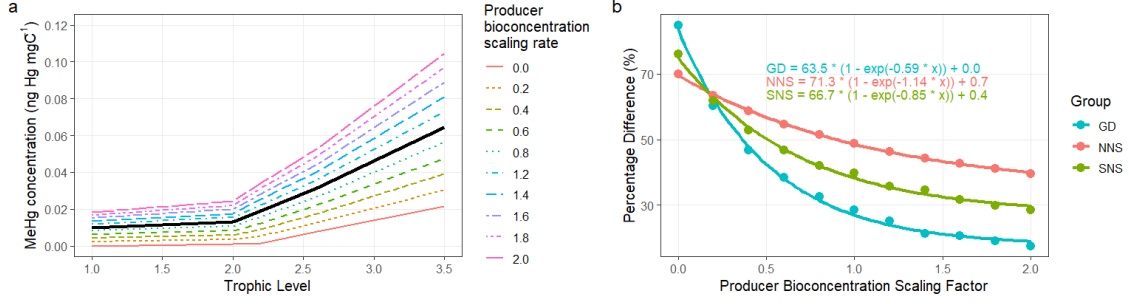 a
MeHg concentration (ng Hg mgC⁻¹)
0.12
0.10
0.08
0.06
0.04
0.02
0.00
1.0 1.5 2.0 2.5 3.0 3.5
Trophic Level
Producer
bioconcentration
scaling rate
0.0
0.2
0.4
0.6
0.8
1.2
1.4
1.6
1.8
2.0
b
Percentage Difference (%)
70
50
30
GD = 63.5 * (1 - exp(-0.59 * x)) + 0.0
NNS = 71.3 * (1 - exp(-1.14 * x)) + 0.7
SNS = 66.7 * (1 - exp(-0.85 * x)) + 0.4
0.0 0.5 1.0 1.5 2.0
Producer Bioconcentration Scaling Factor
Group
GD
NNS
SNS